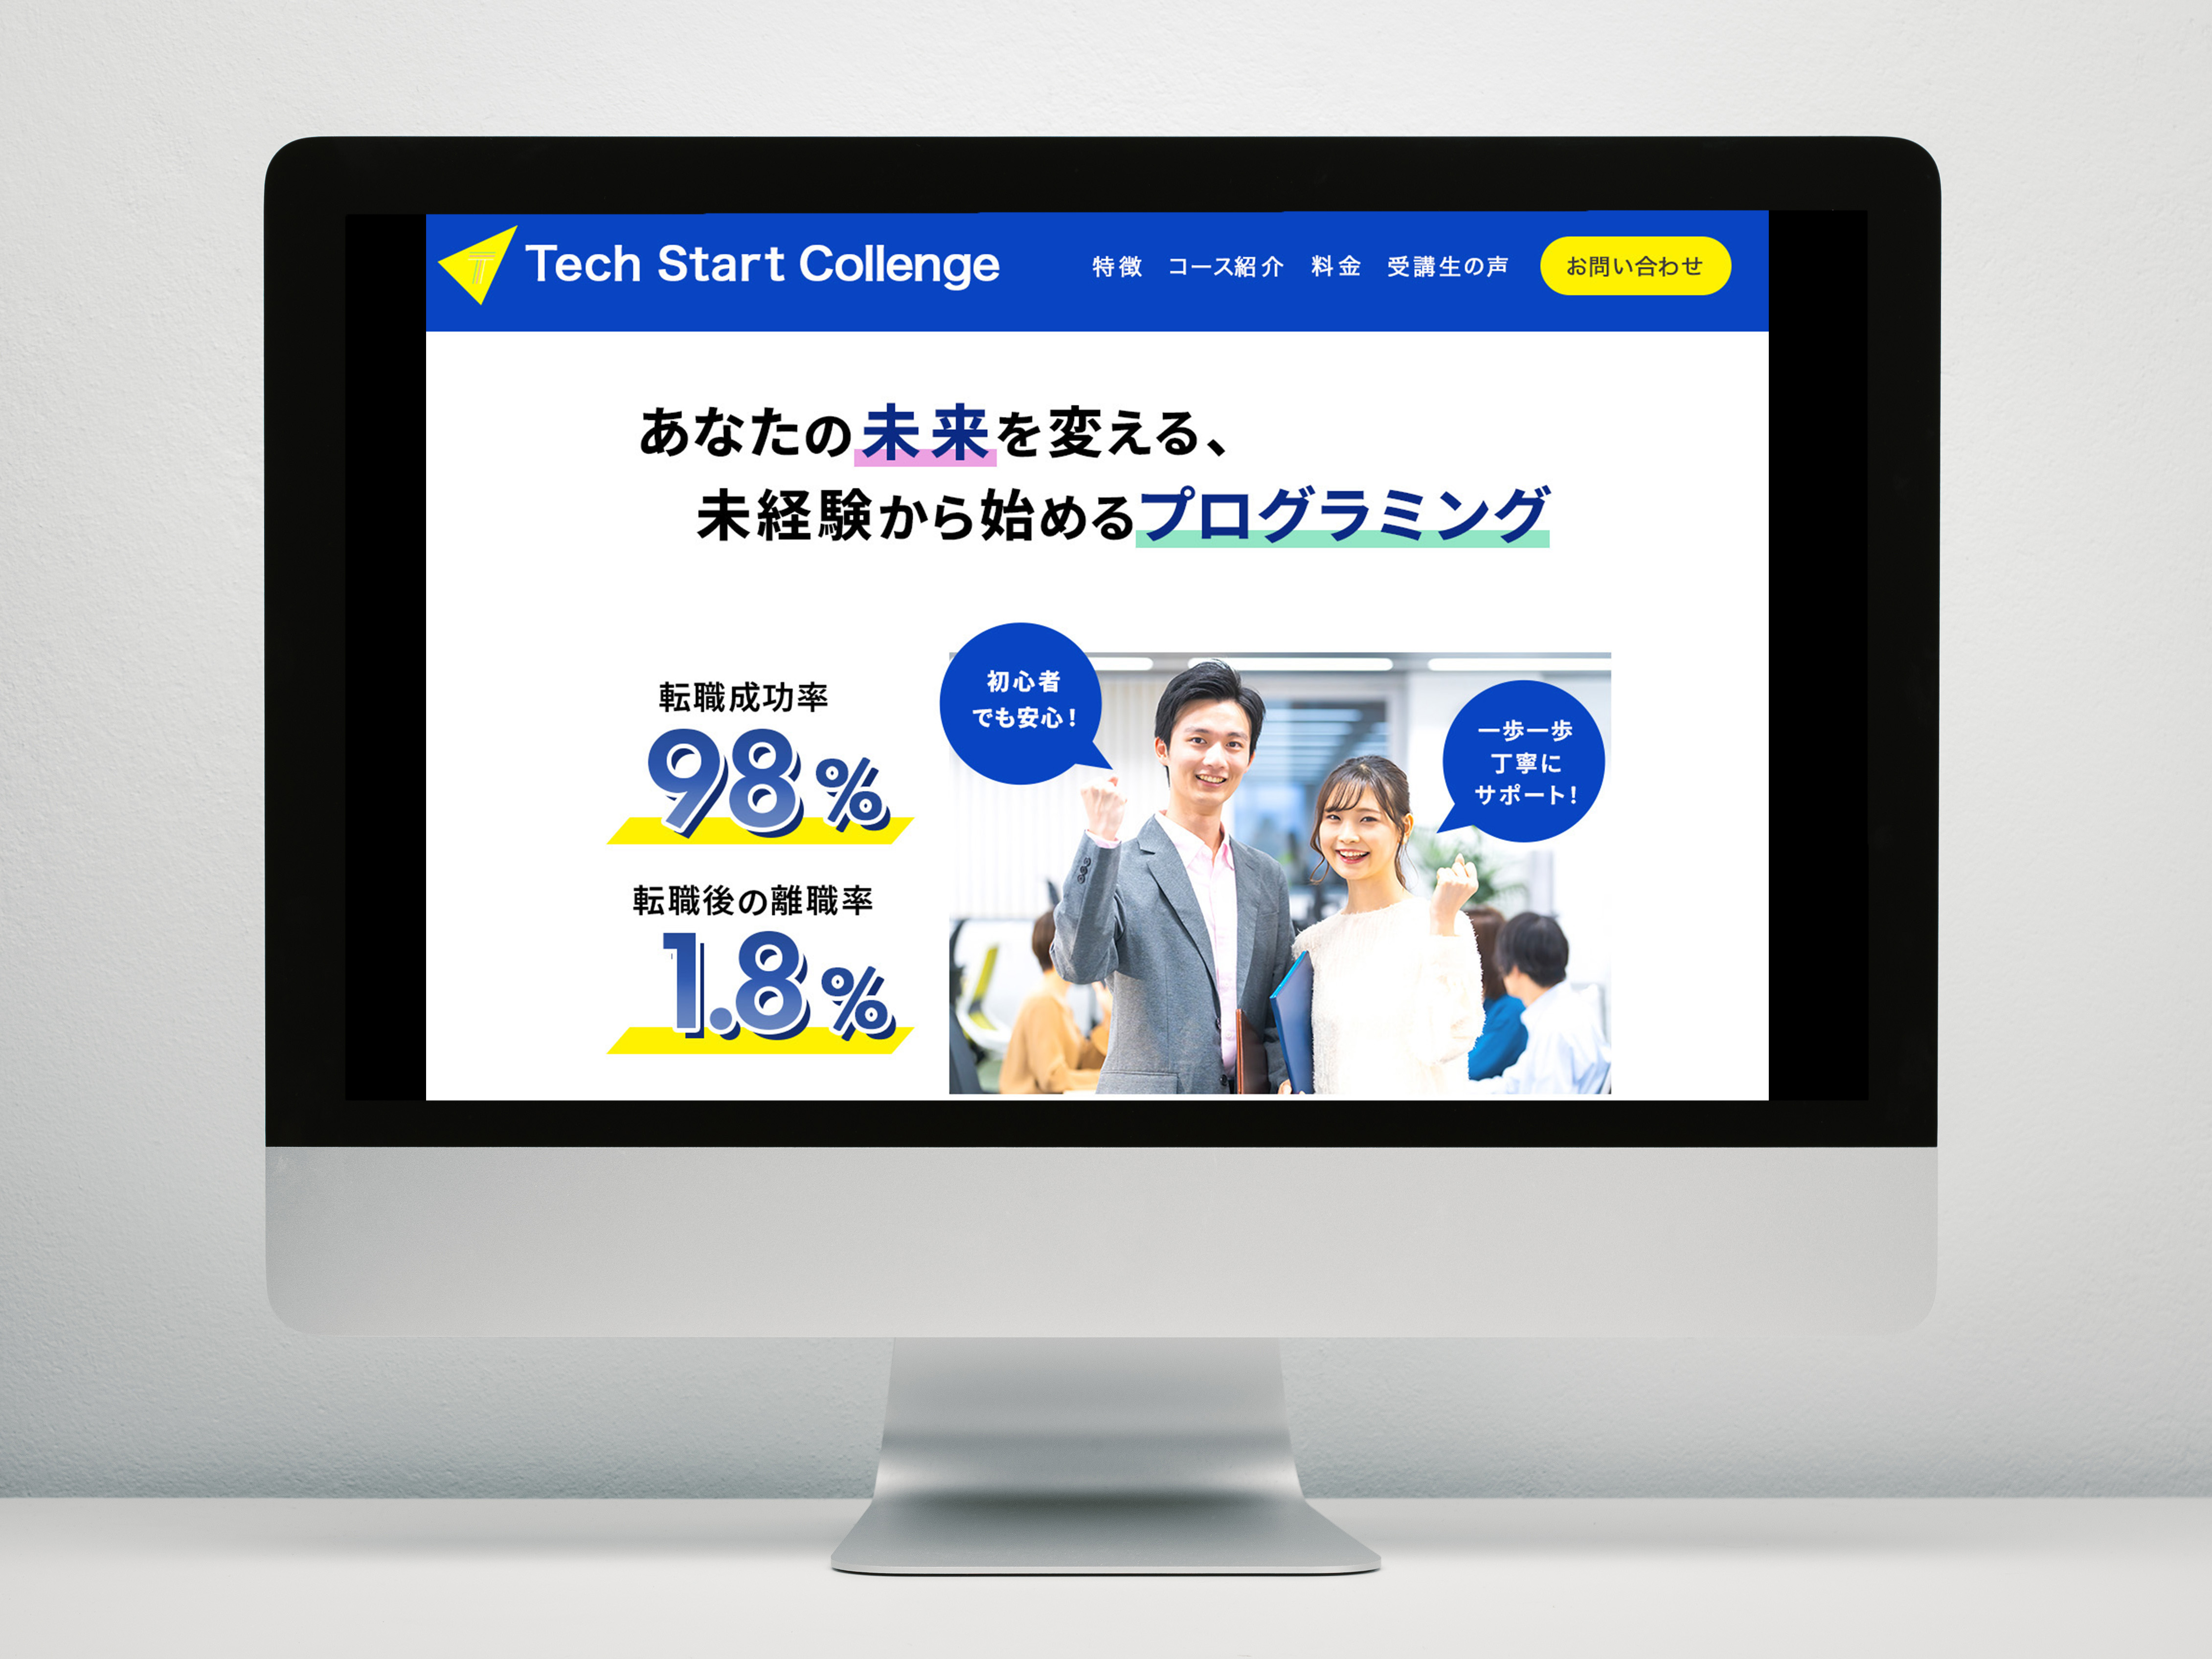 T
Tech Start Collenge
特徴 コース紹介 料金 受講生の声 お問い合わせ
あなたの未来を変える、
未経験から始めるプログラミング
転職成功率
98%
転職後の離職率
1.8%
初心者
でも安心！
一歩一歩
丁寧に
サポート！